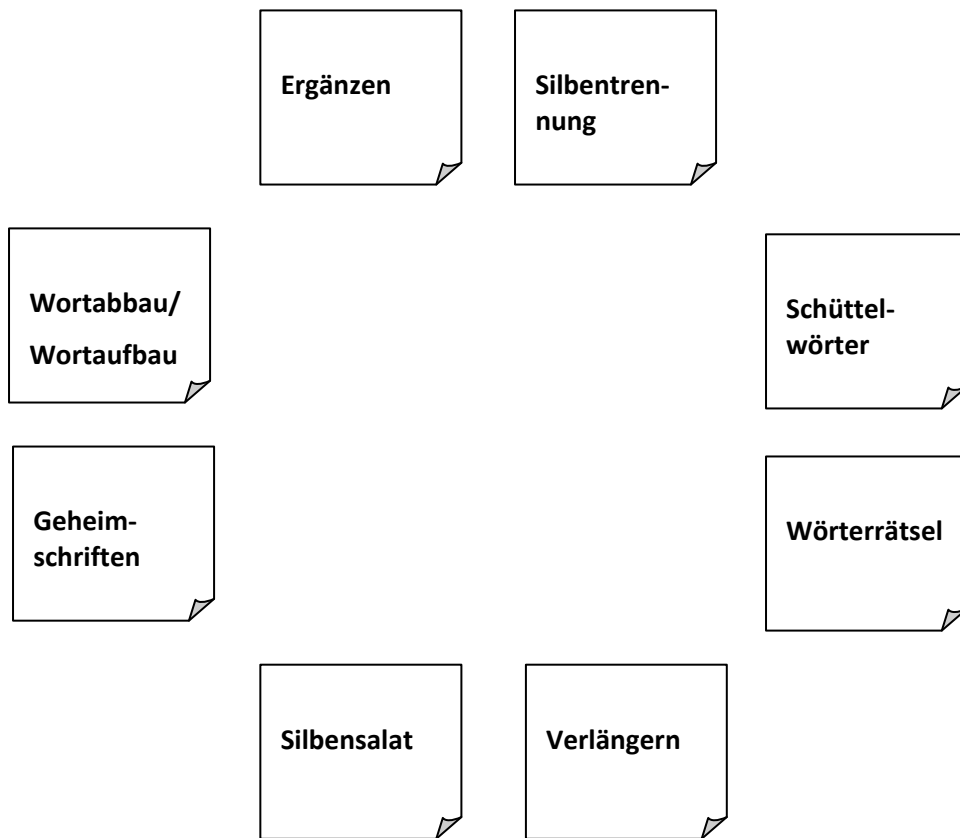 Ergänzen
Silbentren-
nung
Wortabbau/
Wortaufbau
Schüttel-
wörter
Geheim-
schriften
Wörterrätsel
Silbensalat
Verlängern